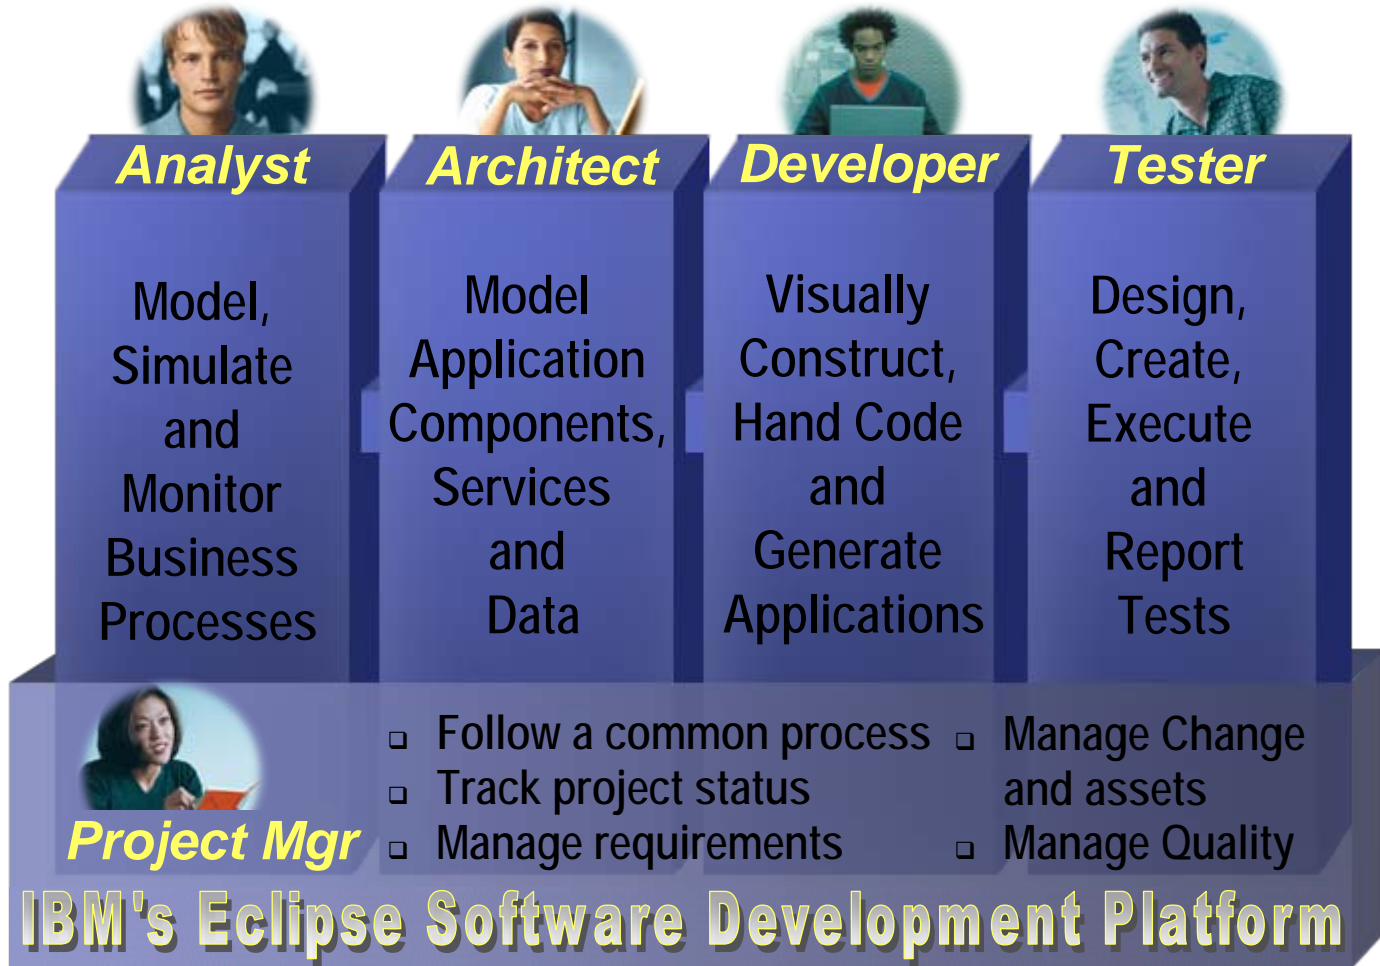 Analyst
Model,
Simulate
and
Monitor
Business
Processes
Architect
Model
Application
Components,
Services
and
Data
Developer
Visually
Construct,
Hand Code
and
Generate
Applications
Tester
Design,
Create,
Execute
and
Report
Tests
Project Mgr
❑ Follow a common process
❑ Track project status
❑ Manage requirements
❑ Manage Change
and assets
❑ Manage Quality
IBM's Eclipse Software Development Platform